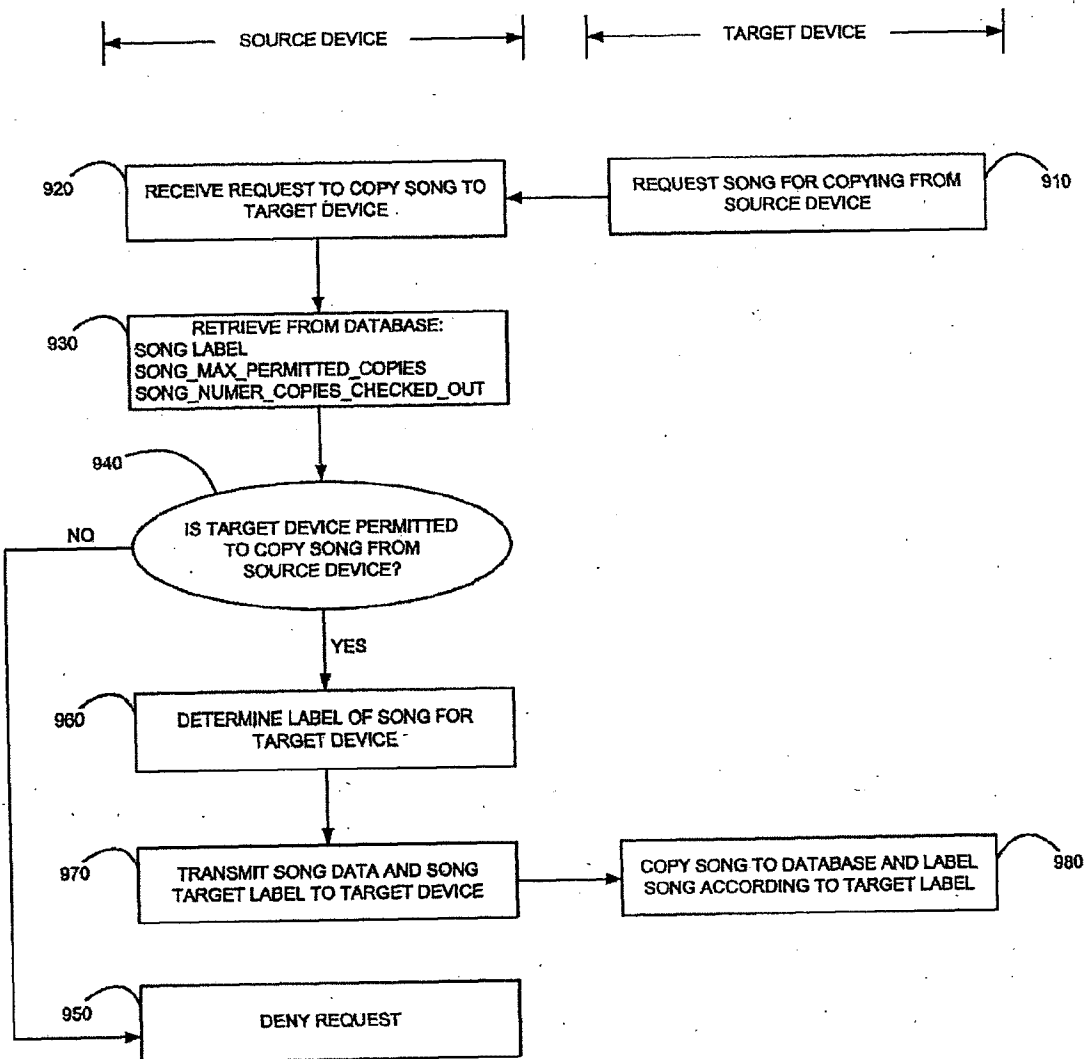 SOURCE DEVICE
TARGET DEVICE
920
RECEIVE REQUEST TO COPY SONG TO
TARGET DEVICE
REQUEST SONG FOR COPYING FROM
SOURCE DEVICE
910
930
RETRIEVE FROM DATABASE:
SONG LABEL
SONG_MAX_PERMITTED_COPIES
SONG_NUMER_COPIES_CHECKED_OUT
940
IS TARGET DEVICE PERMITTED
TO COPY SONG FROM
SOURCE DEVICE?
NO
YES
960
DETERMINE LABEL OF SONG FOR
TARGET DEVICE
970
TRANSMIT SONG DATA AND SONG
TARGET LABEL TO TARGET DEVICE
COPY SONG TO DATABASE AND LABEL
SONG ACCORDING TO TARGET LABEL
980
950
DENY REQUEST